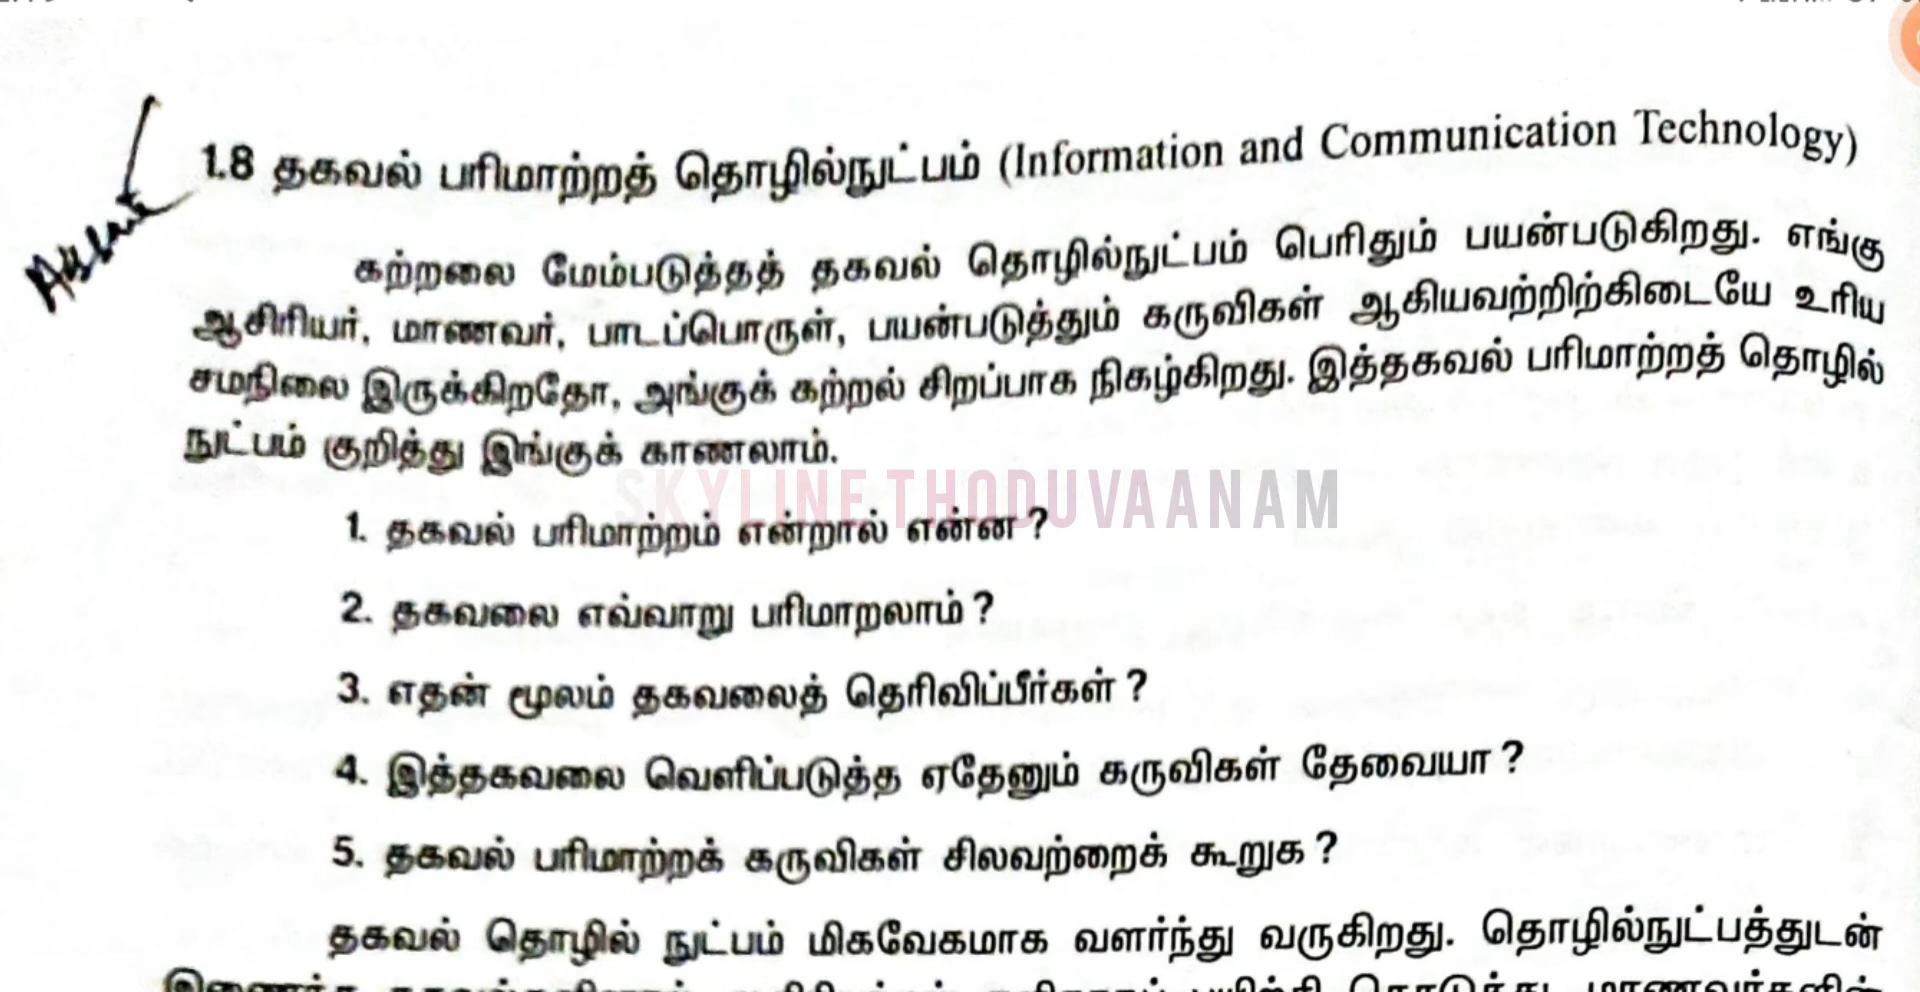 1.8 தகவல் பரிமாற்றத் தொழில்நுட்பம் (Information and Communication Technology)
கற்றலை மேம்படுத்தத் தகவல் தொழில்நுட்பம் பெரிதும் பயன்படுகிறது. எங்கு
ஆசிரியர், மாணவர், பாடப்பொருள், பயன்படுத்தும் கருவிகள் ஆகியவற்றிற்கிடையே உரிய
சமநிலை இருக்கிறதோ, அங்குக் கற்றல் சிறப்பாக நிகழ்கிறது. இத்தகவல் பரிமாற்றத் தொழில்
நுட்பம் குறித்து இங்குக் காணலாம்.
SKYLINE THODUVAANAM
1. தகவல் பரிமாற்றம் என்றால் என்ன?
2. தகவலை எவ்வாறு பரிமாறலாம்?
3. எதன் மூலம் தகவலைத் தெரிவிப்பீர்கள்?
4. இத்தகவலை வெளிப்படுத்த ஏதேனும் கருவிகள் தேவையா?
5. தகவல் பரிமாற்றக் கருவிகள் சிலவற்றைக் கூறுக?
தகவல் தொழில் நுட்பம் மிகவேகமாக வளர்ந்து வருகிறது. தொழில்நுட்பத்துடன்